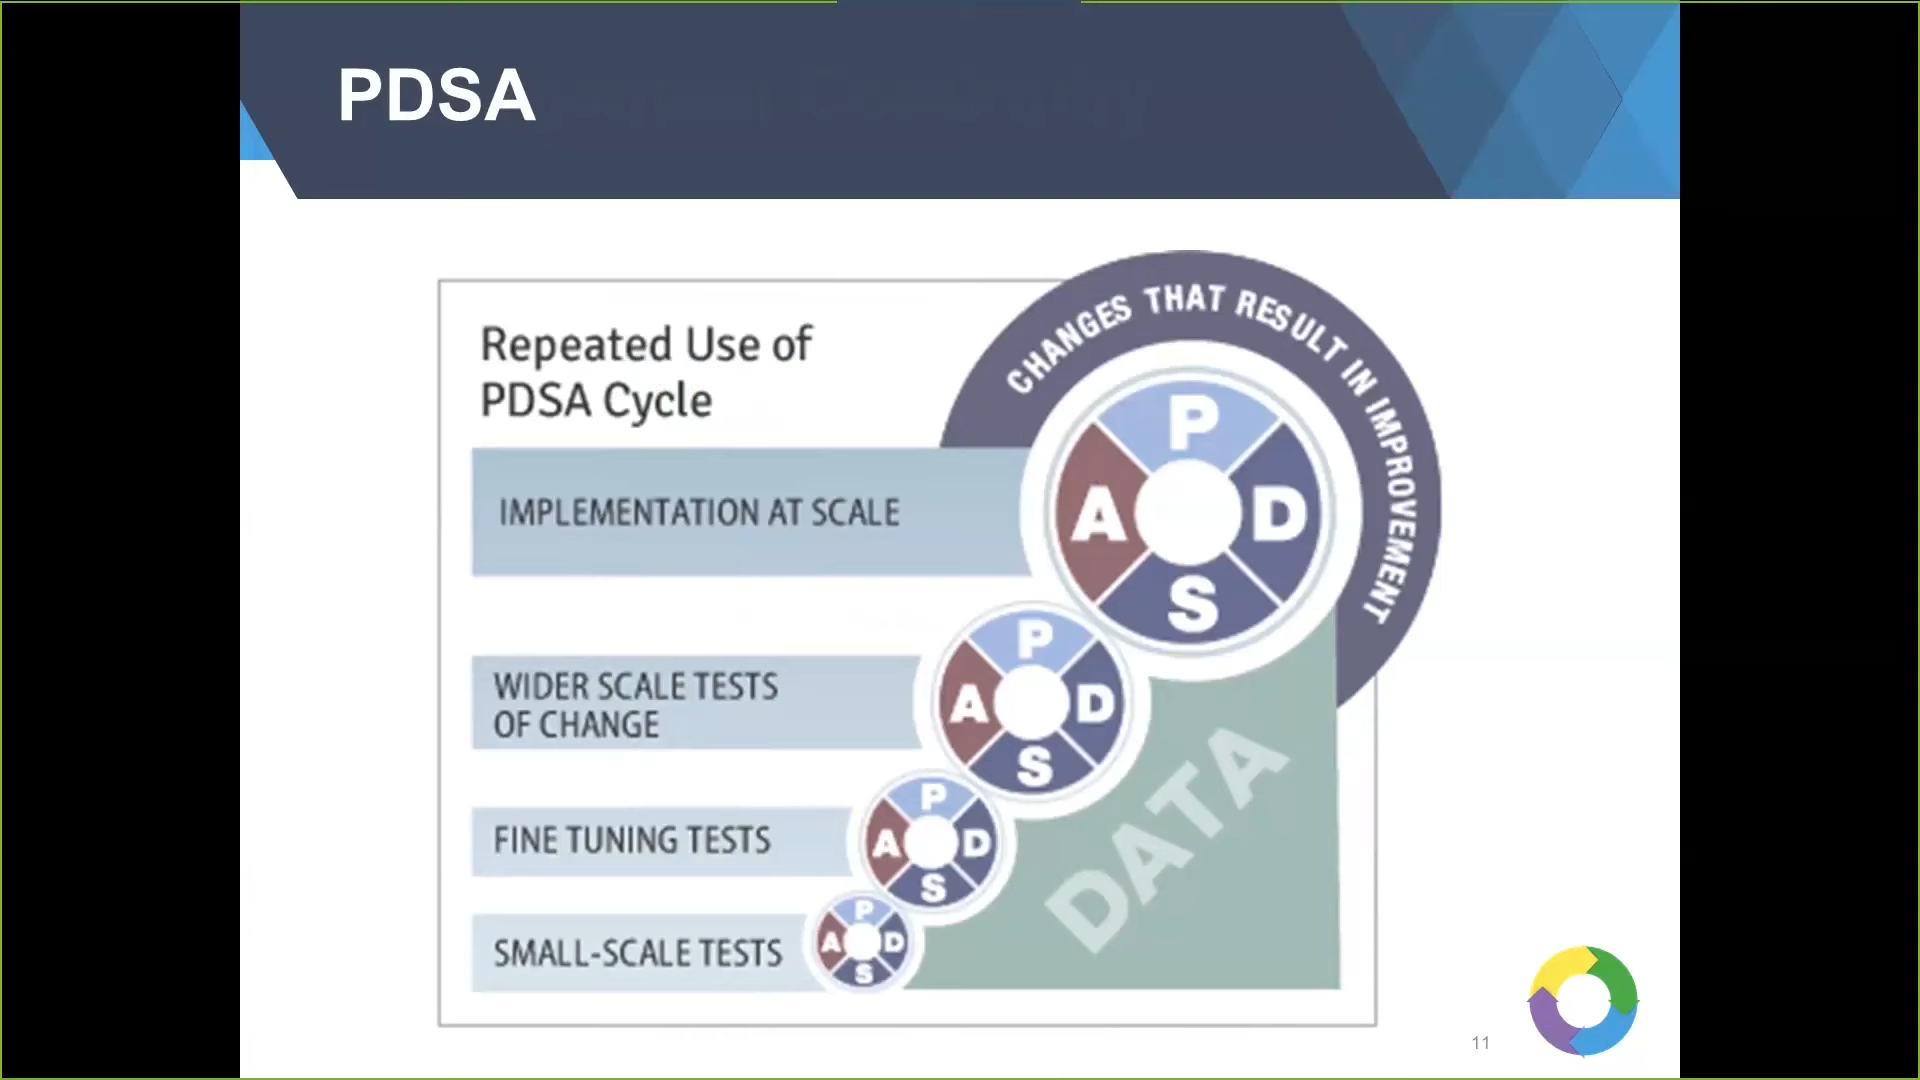 PDSA
Repeated Use of
PDSA Cycle
CHANGES THAT RESULT IN IMPROVEMENT
IMPLEMENTATION AT SCALE
P
A D
S
WIDER SCALE TESTS
OF CHANGE
P
A D
S
FINE TUNING TESTS
P
A D
S
SMALL-SCALE TESTS
P
A D
S
DATA
11